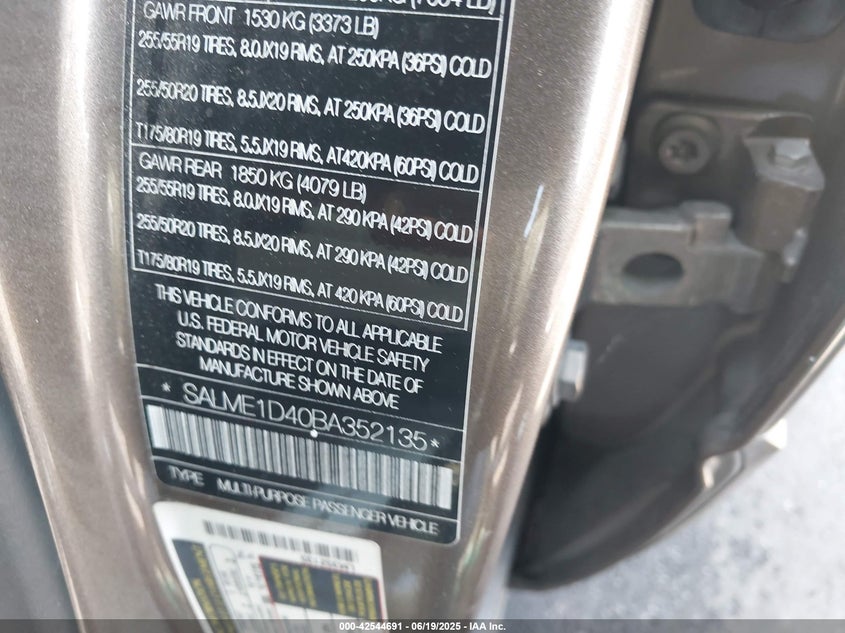 GAWR FRONT 1530 KG (3373 LB)
255/55R19 TIRES, 8.0JX19 RIMS, AT 250KPA (36PSI) COLD
255/50R20 TIRES, 8.5JX20 RIMS, AT 250KPA (36PSI) COLD
T175/80R19 TIRES, 5.5JX19 RIMS, AT420KPA (60PSI) COLD
GAWR REAR 1850 KG (4079 LB)
255/55R19 TIRES, 8.0JX19 RIMS, AT 290 KPA (42PSI) COLD
255/50R20 TIRES, 8.5JX20 RIMS, AT 290 KPA (42PSI) COLD
T175/80R19 TIRES, 5.5JX19 RIMS, AT 420 KPA (60PSI) COLD
THIS VEHICLE CONFORMS TO ALL APPLICABLE
U.S. FEDERAL MOTOR VEHICLE SAFETY
STANDARDS IN EFFECT ON THE DATE OF
MANUFACTURE SHOWN ABOVE
* SALME1D40BA352135*
TYPE MULTI-PURPOSE PASSENGER VEHICLE
000-42544691 - 06/19/2025 - IAA Inc.